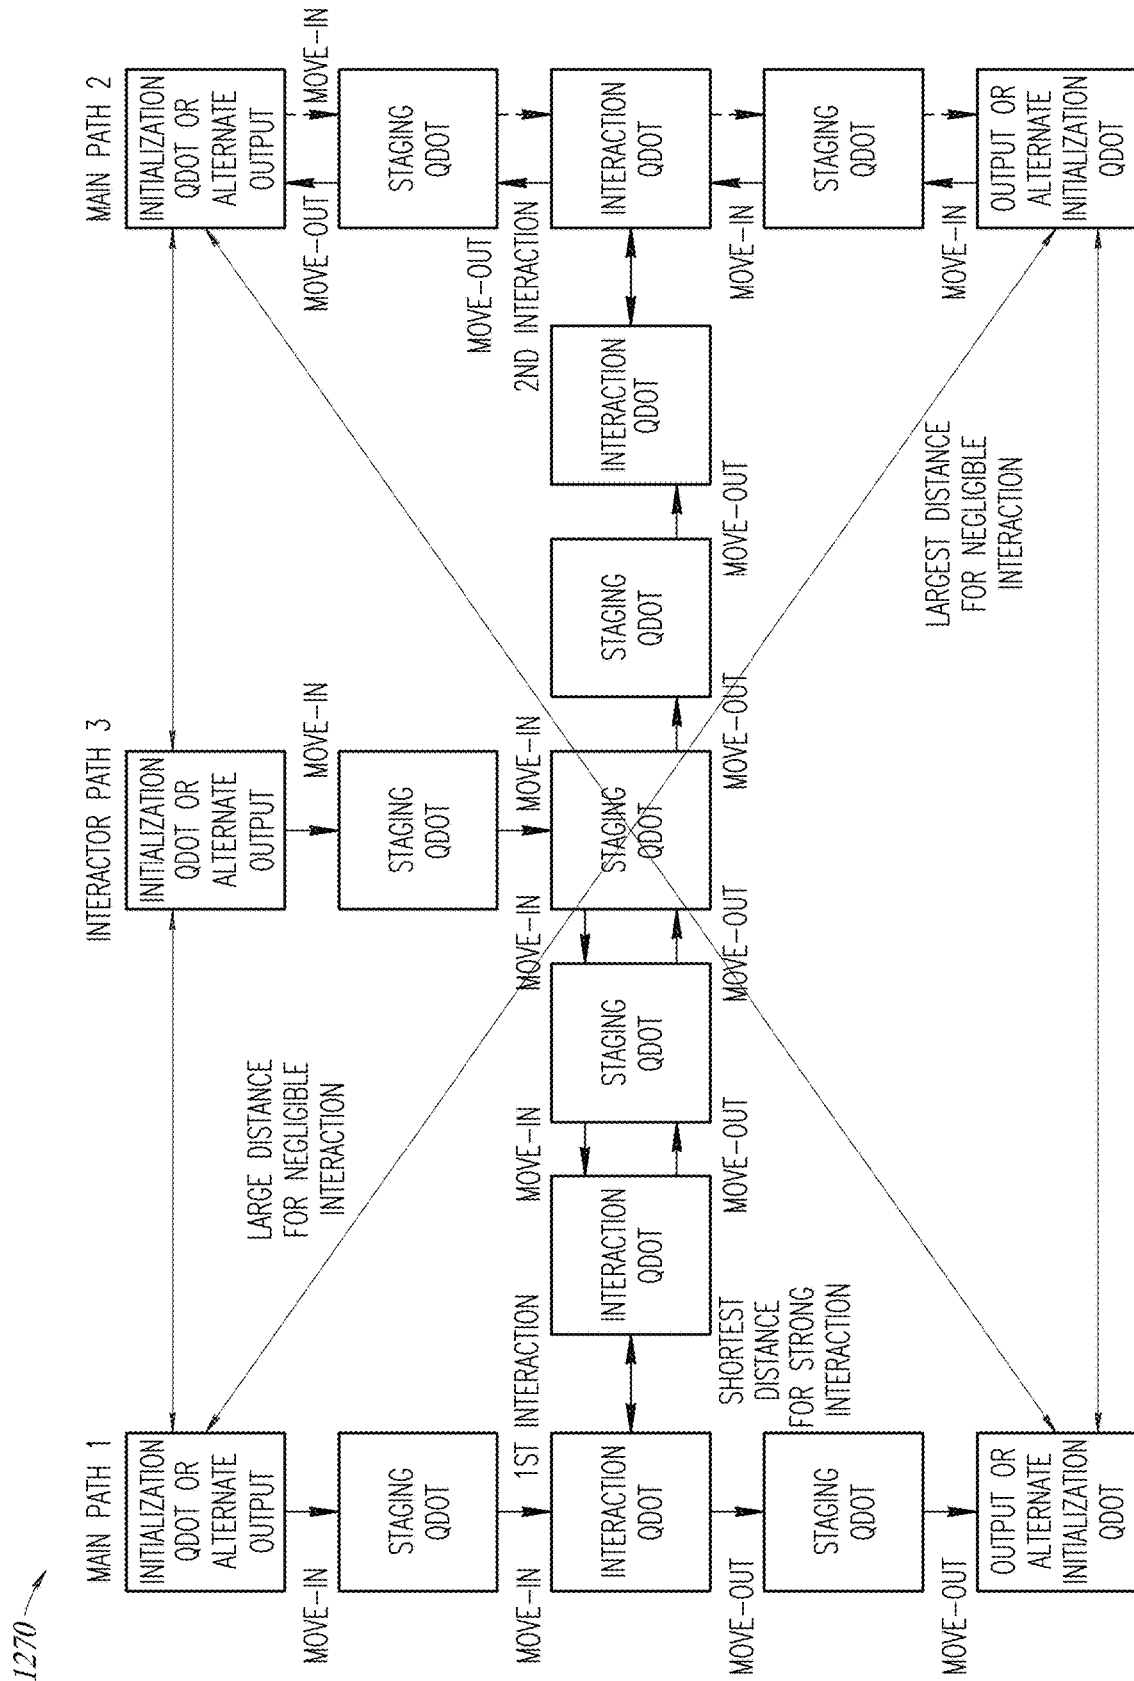 1270
MAIN PATH 1
INTERACTOR PATH 3
MAIN PATH 2
INITIALIZATION
QDOT OR
ALTERNATE
OUTPUT
INITIALIZATION
QDOT OR
ALTERNATE
OUTPUT
INITIALIZATION
QDOT OR
ALTERNATE
OUTPUT
MOVE-IN
MOVE-IN
MOVE-OUT
MOVE-IN
LARGE DISTANCE
FOR NEGLIGIBLE
INTERACTION
STAGING
QDOT
STAGING
QDOT
STAGING
QDOT
MOVE-OUT
MOVE-IN
1ST INTERACTION
MOVE-IN
MOVE-IN
MOVE-IN
2ND INTERACTION
INTERACTION
QDOT
INTERACTION
QDOT
STAGING
QDOT
STAGING
QDOT
STAGING
QDOT
INTERACTION
QDOT
INTERACTION
QDOT
MOVE-OUT
SHORTEST
DISTANCE
FOR STRONG
INTERACTION
MOVE-OUT
MOVE-OUT
MOVE-OUT
MOVE-OUT
MOVE-IN
STAGING
QDOT
STAGING
QDOT
LARGEST DISTANCE
FOR NEGLIGIBLE
INTERACTION
MOVE-OUT
MOVE-IN
OUTPUT OR
ALTERNATE
INITIALIZATION
QDOT
OUTPUT OR
ALTERNATE
INITIALIZATION
QDOT